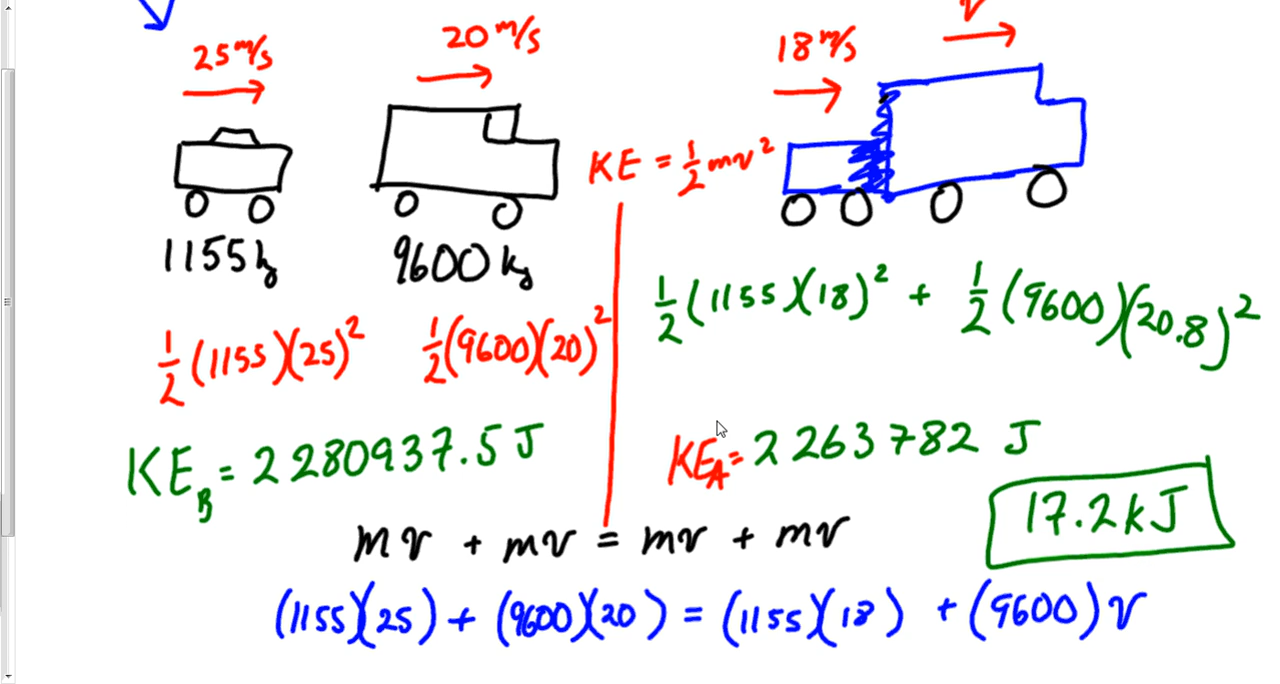 25 m/s 20 m/s 18 m/s v
KE = 1/2 mv²
1155 kg 9600 kg
1/2 (1155)(25)² 1/2 (9600)(20)² 1/2 (1155)(18)² + 1/2 (9600)(20.8)²
KE_B = 2280937.5 J KE_A = 2263782 J
17.2 kJ
mv + mv = mv + mv
(1155)(25) + (9600)(20) = (1155)(18) + (9600) v